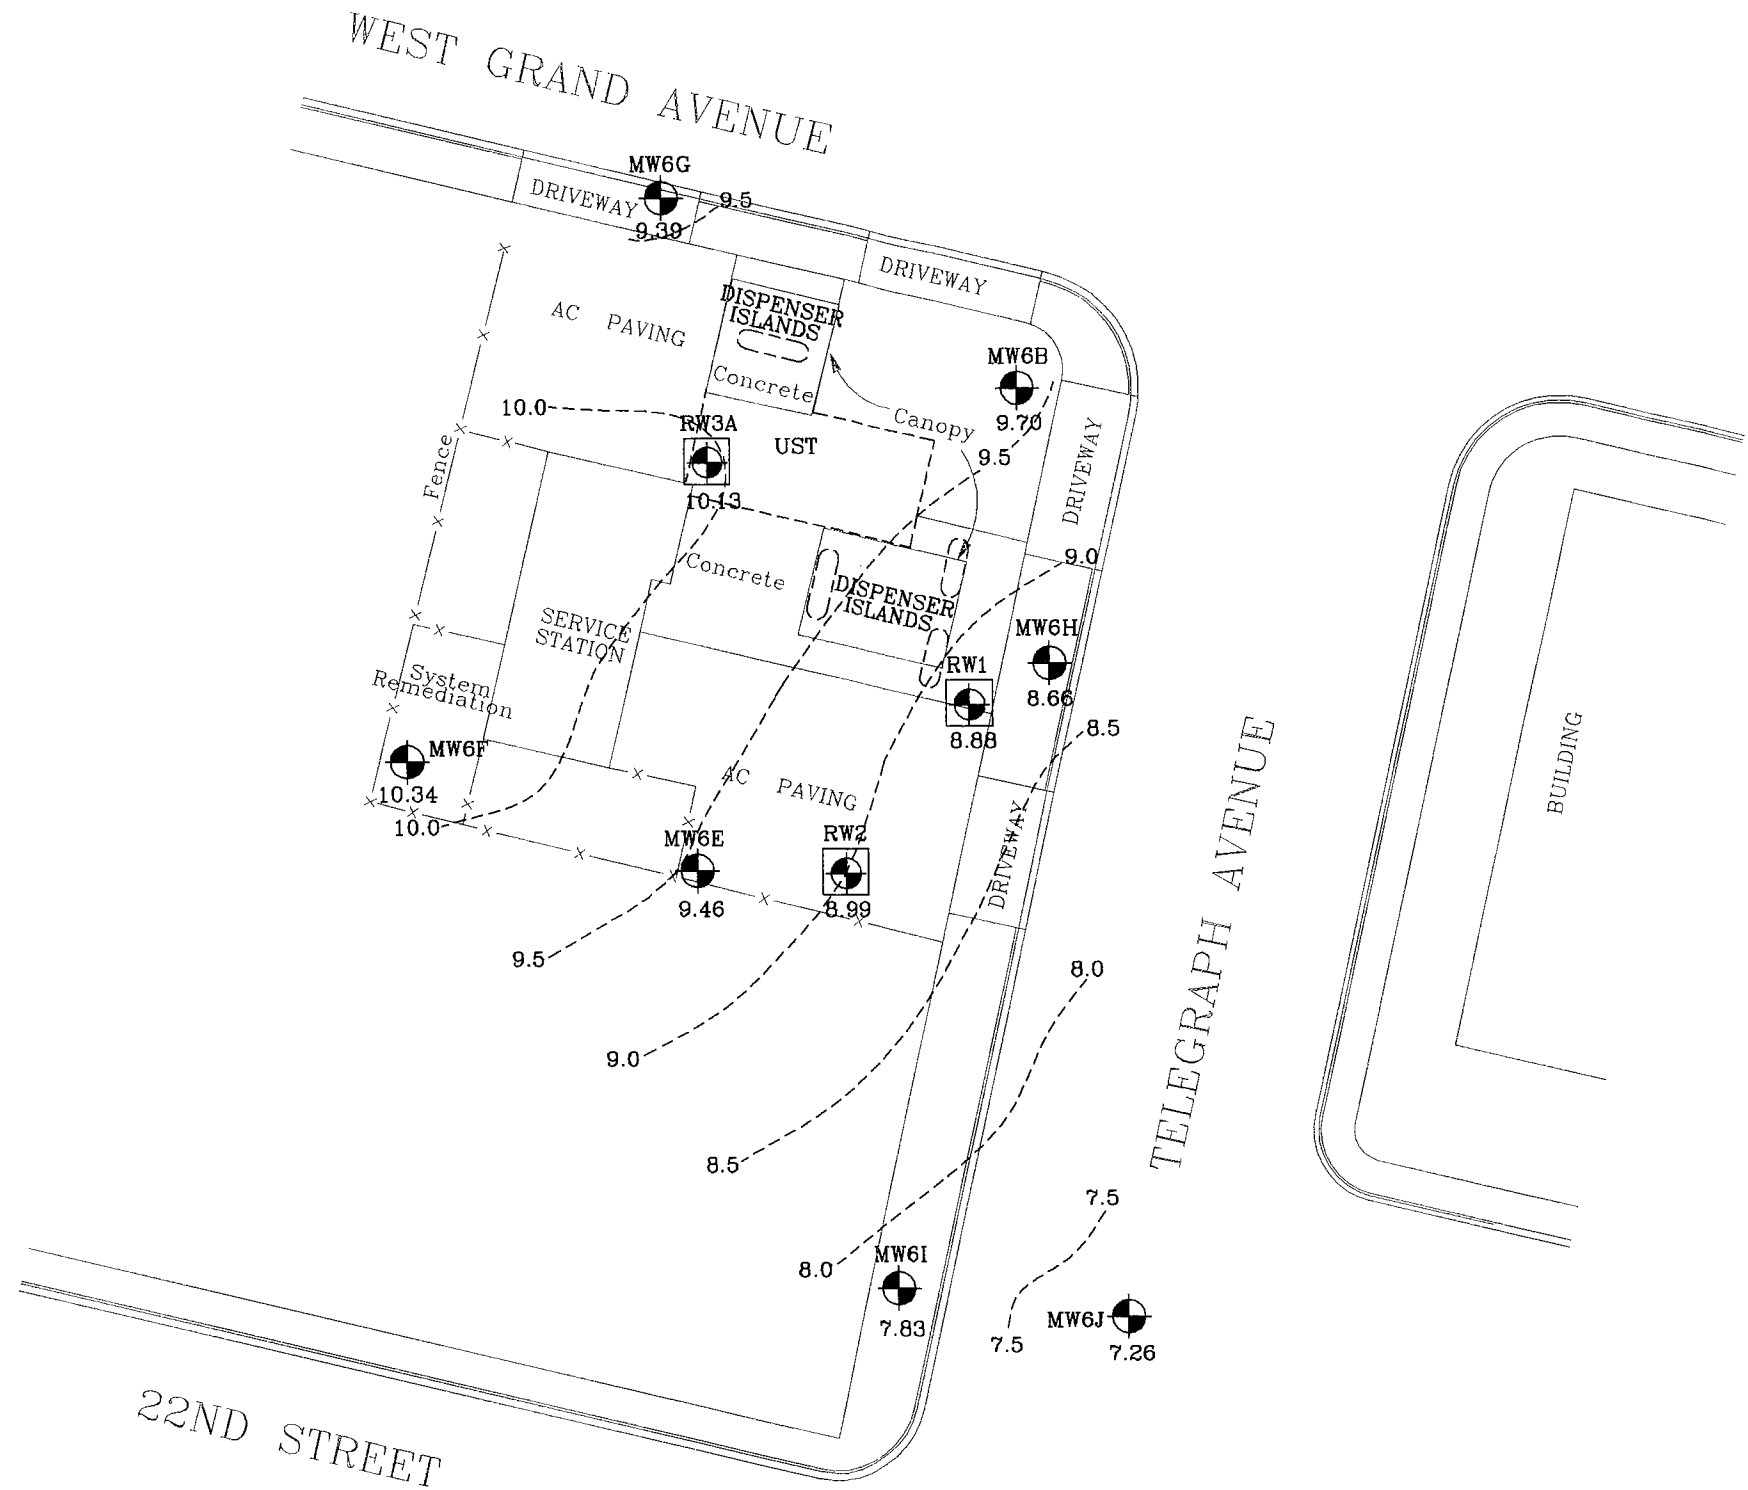 WEST GRAND AVENUE
MW6G
9.39
9.5
DRIVEWAY
DRIVEWAY
DISPENSER
ISLANDS
AC PAVING
Concrete
MW6B
9.70
Canopy
10.0
RW3A
10.13
UST
9.5
DRIVEWAY
Fence
Concrete
DISPENSER
ISLANDS
9.0
SERVICE
STATION
MW6H
8.66
RW1
8.88
System
Remediation
8.5
MW6F
10.34
10.0
AC PAVING
MW6E
9.46
RW2
8.99
DRIVEWAY
BUILDING
TELEGRAPH AVENUE
9.5
8.0
9.0
8.5
7.5
8.0
MW6I
7.83
7.5
MW6J
7.26
22ND STREET